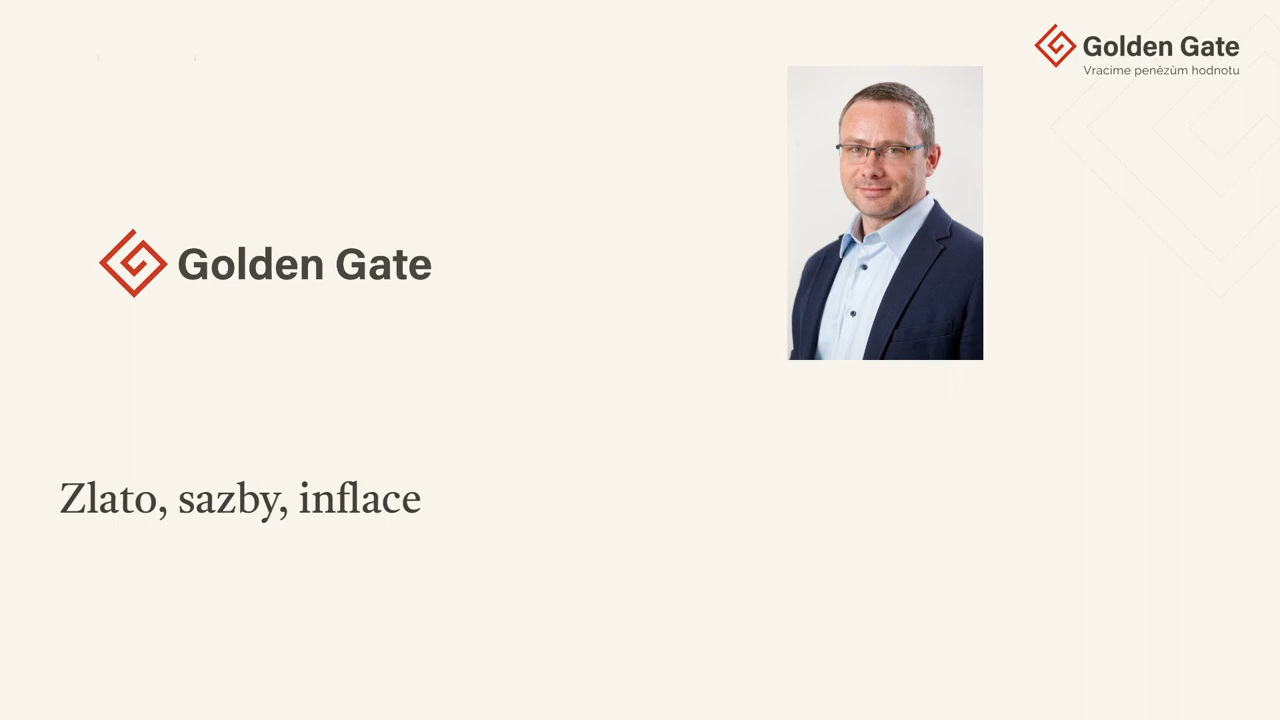 Golden Gate
Vracíme penězům hodnotu
Golden Gate
Zlato, sazby, inflace